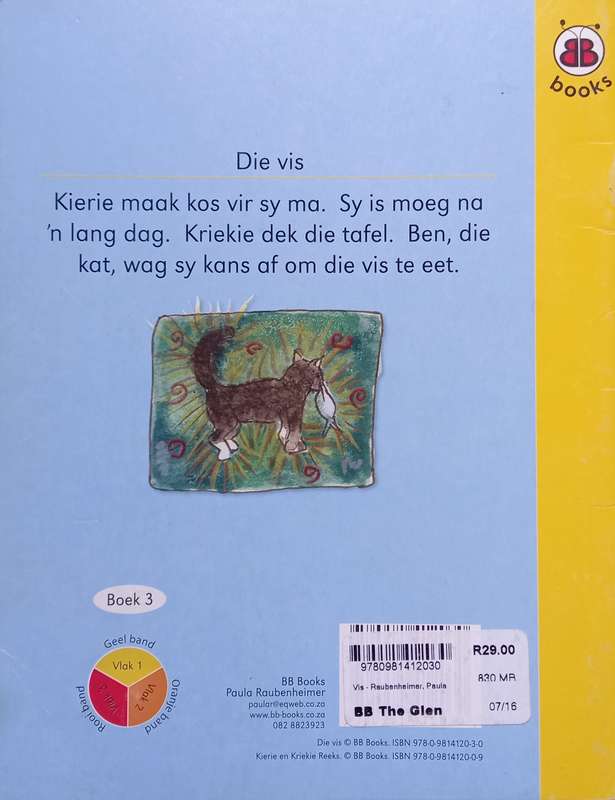 BB
books
Die vis
Kierie maak kos vir sy ma. Sy is moeg na
'n lang dag. Kriekie dek die tafel. Ben, die
kat, wag sy kans af om die vis te eet.
Boek 3
Geel band
Vlak 1
Vlak 2
Oranje band
Vlak 3
Rooi band
BB Books
Paula Raubenheimer
paular@eqweb.co.za
www.bb-books.co.za
082 8823923
9780981412030
R29.00
Vis - Raubenheimer, Paula
BB The Glen
07/16
Die vis © BB Books. ISBN 978-0-9814120-3-0
Kierie en Kriekie Reeks. © BB Books. ISBN 978-0-9814120-0-9